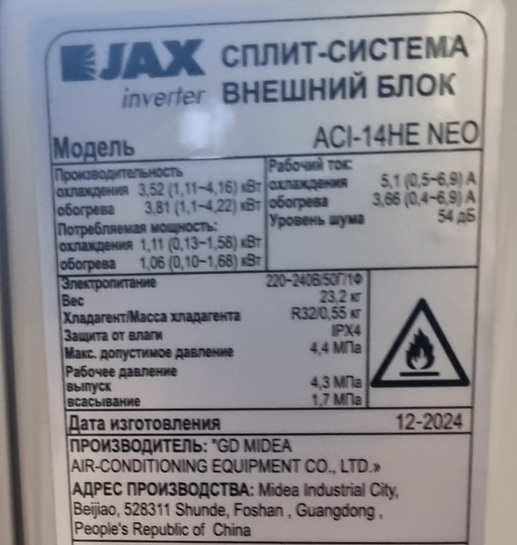 JAX СПЛИТ-СИСТЕМА
inverter ВНЕШНИЙ БЛОК
Модель ACI-14HE NEO
Производительность
охлаждения 3,52 (1,11-4,16) кВт
обогрева 3,81 (1,1-4,22) кВт
Потребляемая мощность:
охлаждения 1,11 (0,13-1,58) кВт
обогрева 1,06 (0,10-1,68) кВт
Рабочий ток:
охлаждения 5,1 (0,5-6,9) А
обогрева 3,66 (0,4-6,9) А
Уровень шума 54 дБ
Электропитание 220-240В/50Г/1Ф
Вес 23,2 кг
Хладагент/Масса хладагента R32/0,55 кг
Защита от влаги IPX4
Макс. допустимое давление 4,4 МПа
Рабочее давление
выпуск 4,3 МПа
всасывание 1,7 МПа
Дата изготовления 12-2024
ПРОИЗВОДИТЕЛЬ: "GD MIDEA
AIR-CONDITIONING EQUIPMENT CO., LTD.»
АДРЕС ПРОИЗВОДСТВА: Midea Industrial City,
Beijiao, 528311 Shunde, Foshan , Guangdong ,
People's Republic of China